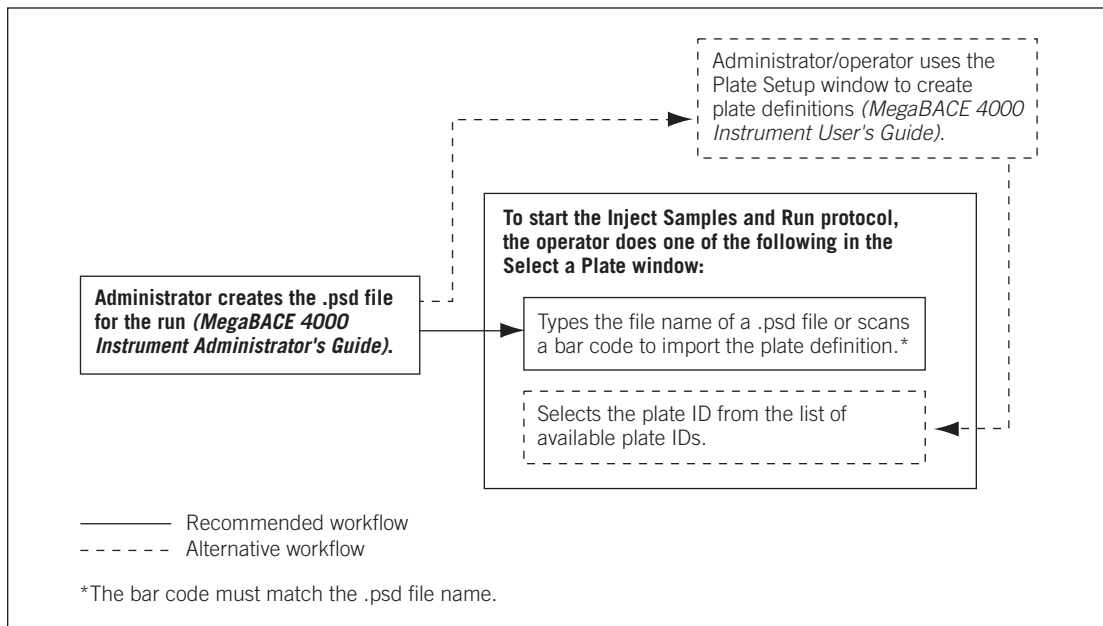 Administrator/operator uses the
Plate Setup window to create
plate definitions (MegaBACE 4000
Instrument User's Guide).
To start the Inject Samples and Run protocol,
the operator does one of the following in the
Select a Plate window:
Administrator creates the .psd file
for the run (MegaBACE 4000
Instrument Administrator's Guide).
Types the file name of a .psd file or scans
a bar code to import the plate definition.*
Selects the plate ID from the list of
available plate IDs.
Recommended workflow
Alternative workflow
*The bar code must match the .psd file name.